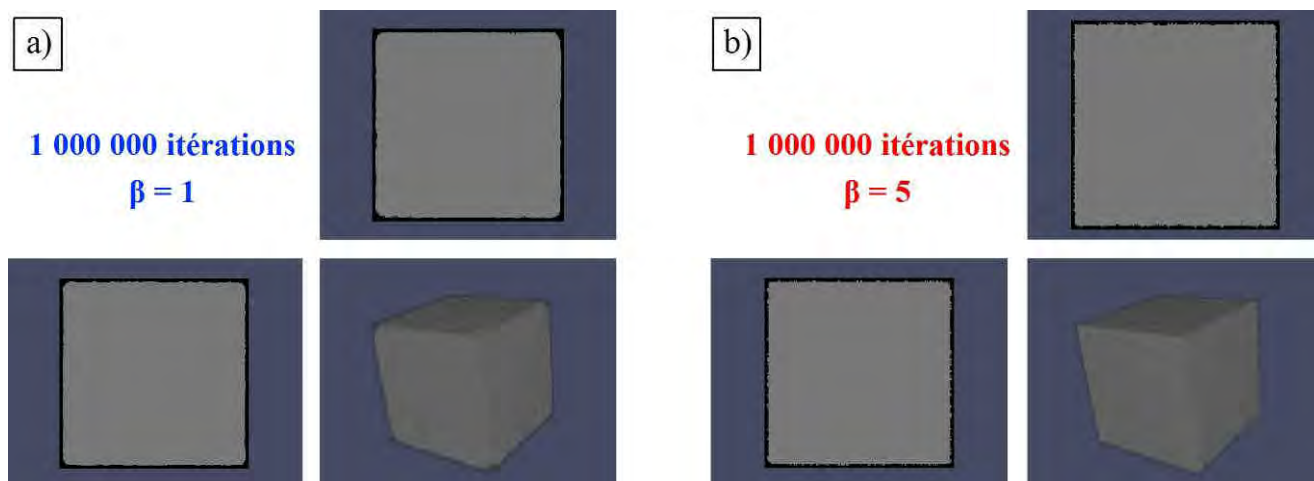 a)
1 000 000 itérations
β = 1
b)
1 000 000 itérations
β = 5